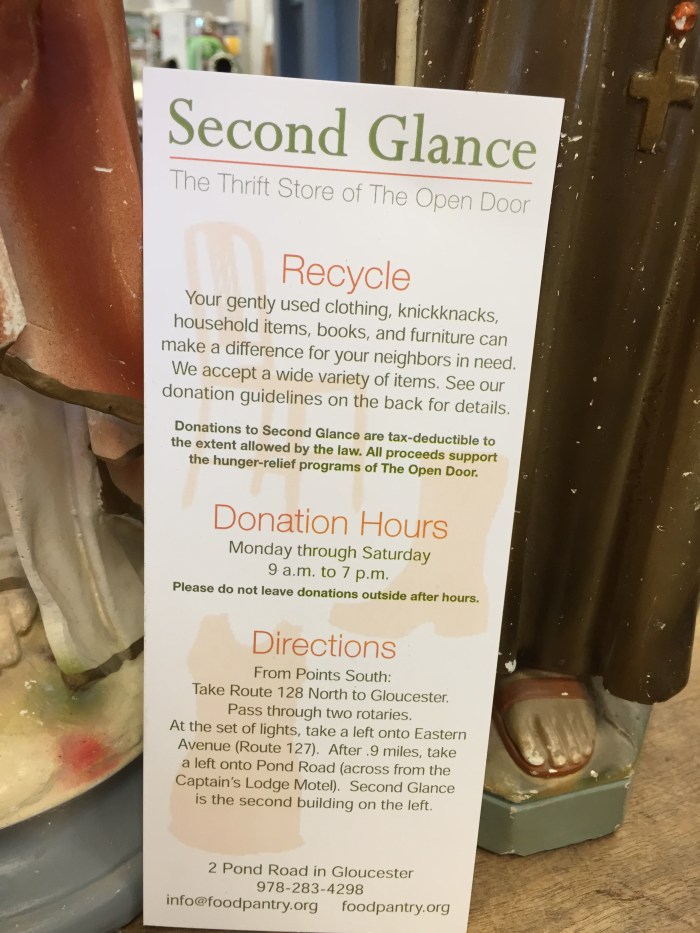 Second Glance
The Thrift Store of The Open Door
Recycle
Your gently used clothing, knickknacks,
household items, books, and furniture can
make a difference for your neighbors in need.
We accept a wide variety of items. See our
donation guidelines on the back for details.
Donations to Second Glance are tax-deductible to
the extent allowed by the law. All proceeds support
the hunger-relief programs of The Open Door.
Donation Hours
Monday through Saturday
9 a.m. to 7 p.m.
Please do not leave donations outside after hours.
Directions
From Points South:
Take Route 128 North to Gloucester.
Pass through two rotaries.
At the set of lights, take a left onto Eastern
Avenue (Route 127). After .9 miles, take
a left onto Pond Road (across from the
Captain's Lodge Motel). Second Glance
is the second building on the left.
2 Pond Road in Gloucester
978-283-4298
info@foodpantry.org foodpantry.org